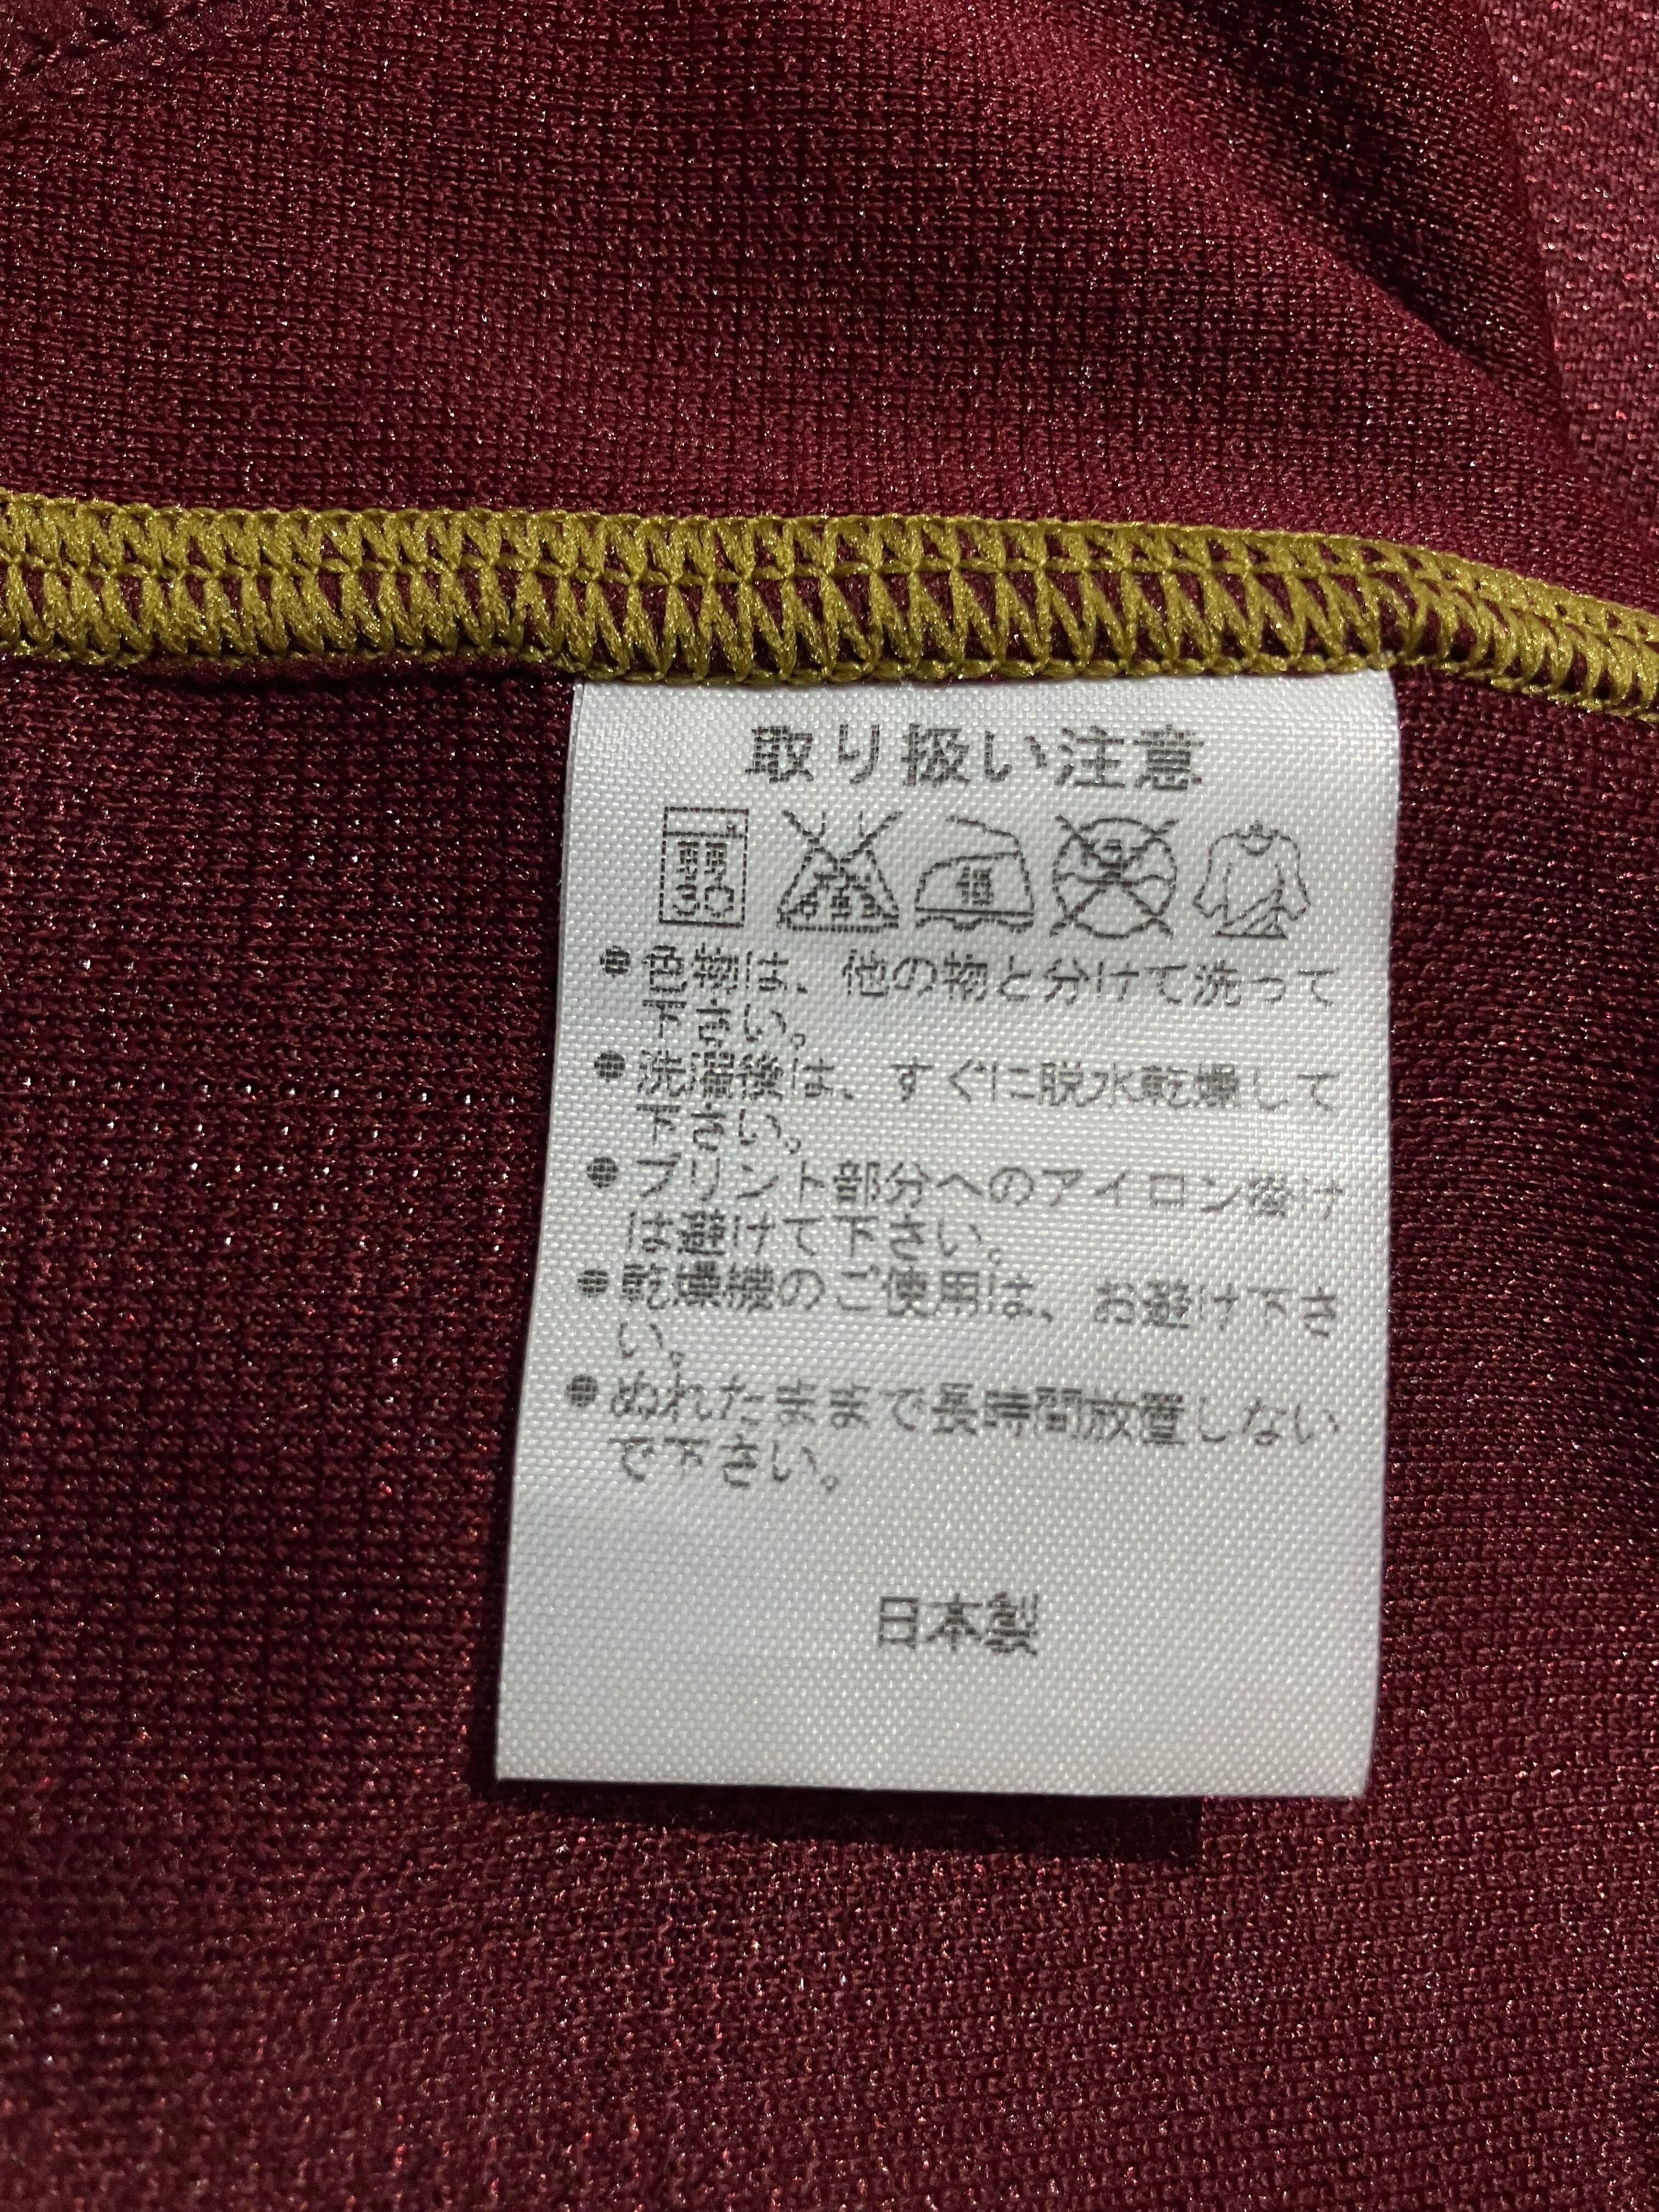 取り扱い注意
30 低
● 色物は、他の物と分けて洗って
下さい。
● 洗濯後は、すぐに脱水乾燥して
下さい。
● プリント部分へのアイロン掛け
は避けて下さい。
● 乾燥機のご使用は、お避け下さ
い。
● ぬれたままで長時間放置しない
で下さい。
日本製